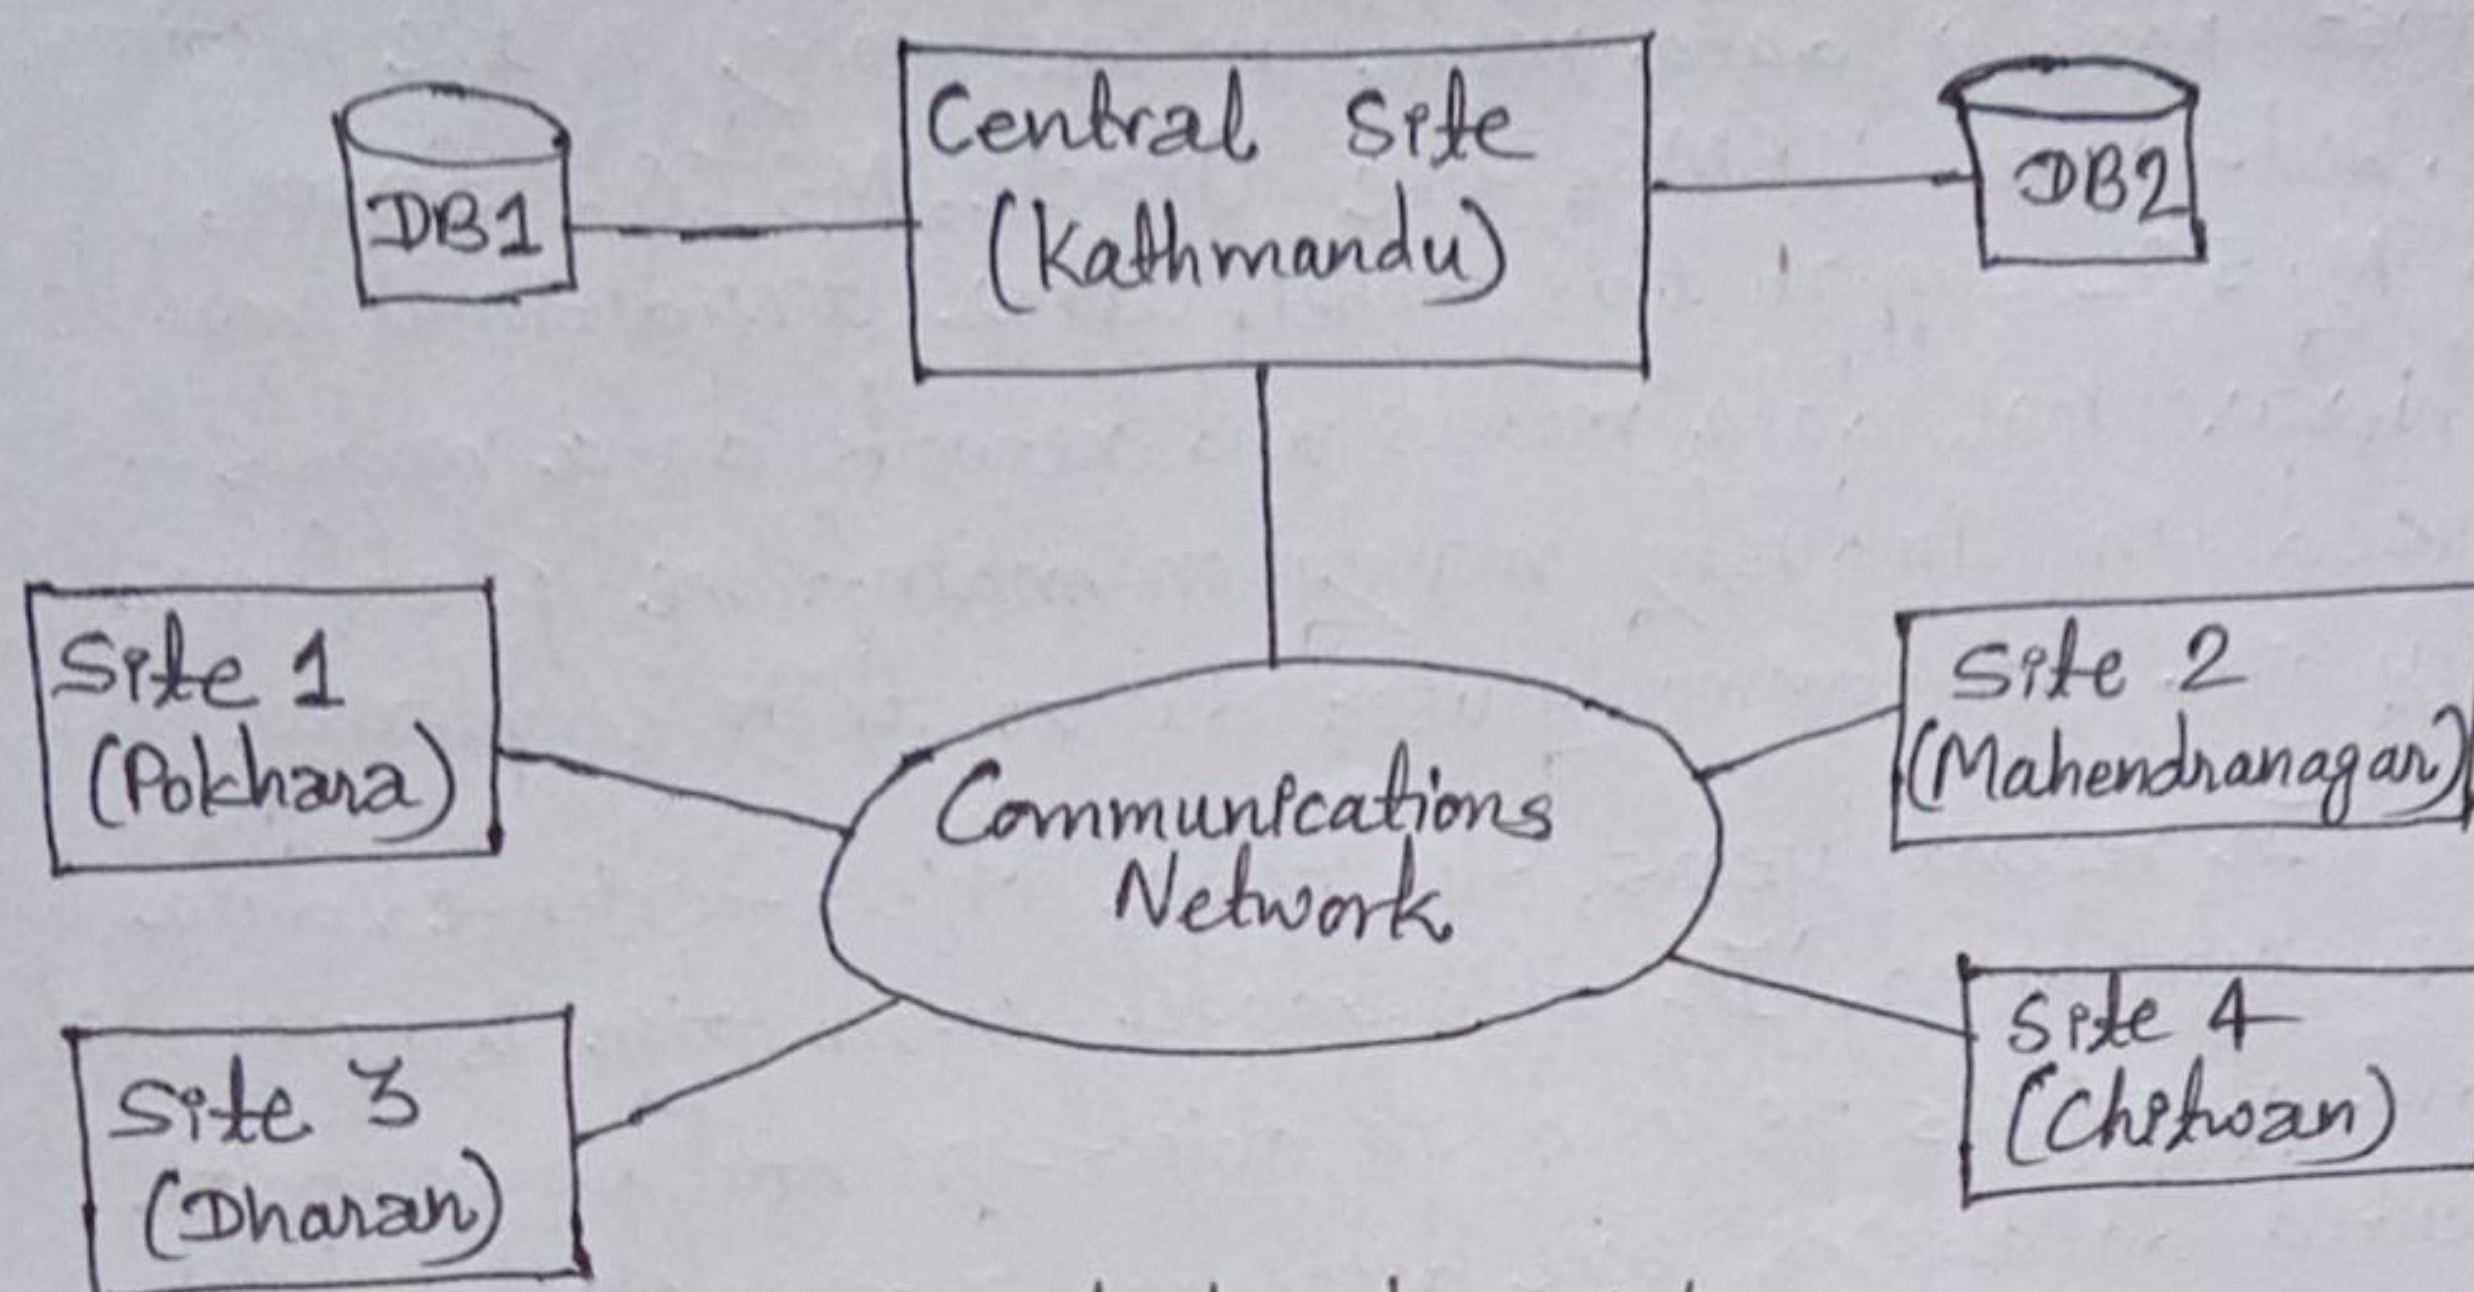 DB1
Central Site
(Kathmandu)
DB2
Site 1
(Pokhara)
Communications
Network
Site 2
(Mahendranagar)
Site 3
(Dharan)
Site 4
(Chitwan)